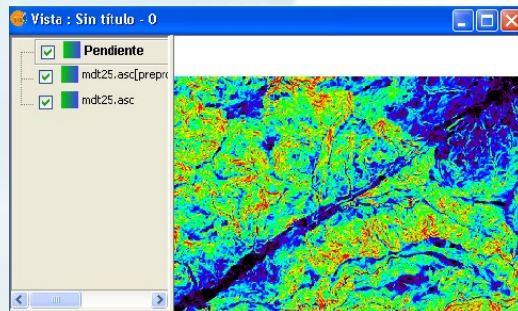 Vista : Sin título - 0
Pendiente
mdt25.asc[prepro
mdt25.asc